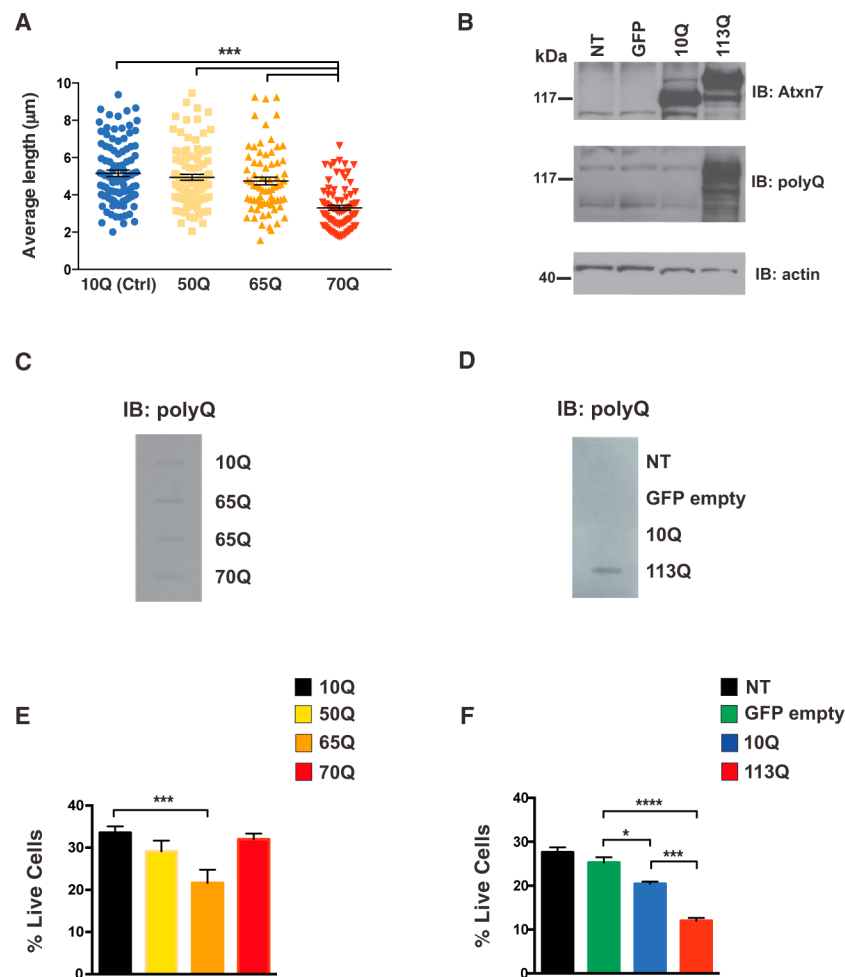 A
***
Average length (µm)
10
8
6
4
2
0
10Q (Ctrl) 50Q 65Q 70Q
B
kDa NT GFP 10Q 113Q
117 IB: Atxn7
117 IB: polyQ
40 IB: actin
C
IB: polyQ
10Q
65Q
65Q
70Q
D
IB: polyQ
NT
GFP empty
10Q
113Q
E
10Q
50Q
65Q
70Q
***
% Live Cells
40
30
20
10
0
F
NT
GFP empty
10Q
113Q
****
*
***
% Live Cells
40
30
20
10
0